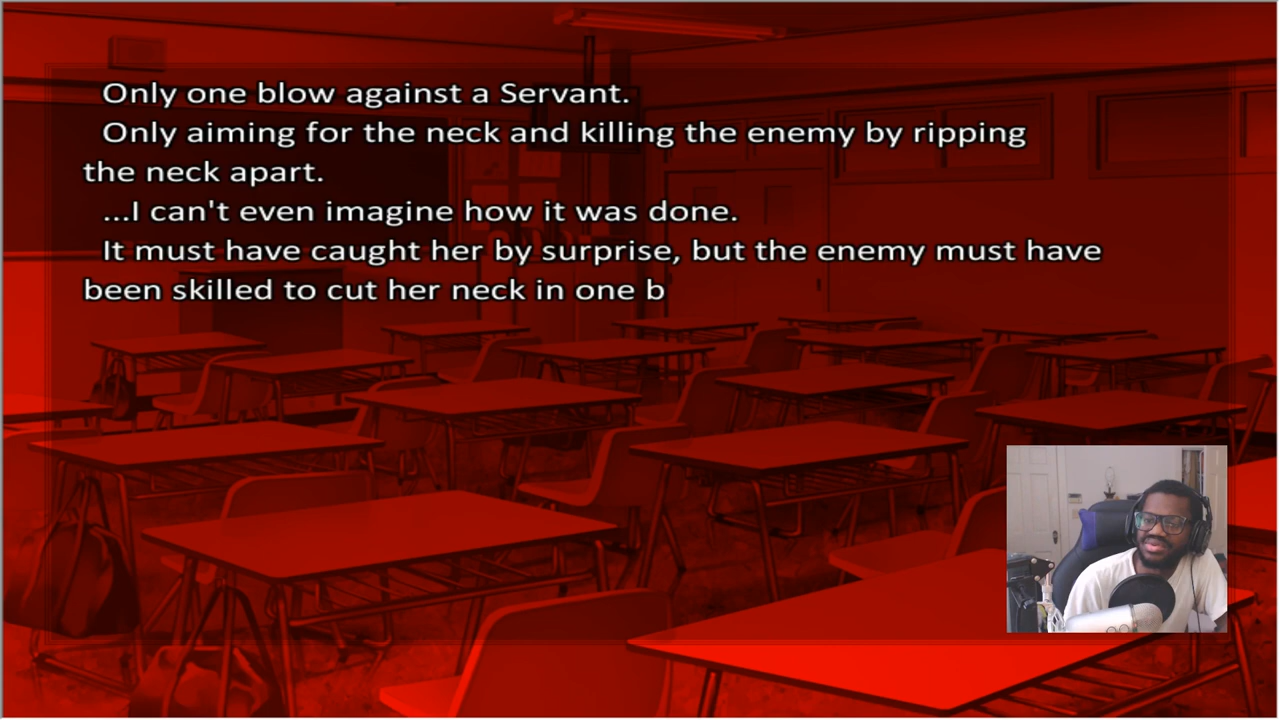 Only one blow against a Servant.
Only aiming for the neck and killing the enemy by ripping
the neck apart.
...I can't even imagine how it was done.
It must have caught her by surprise, but the enemy must have
been skilled to cut her neck in one b